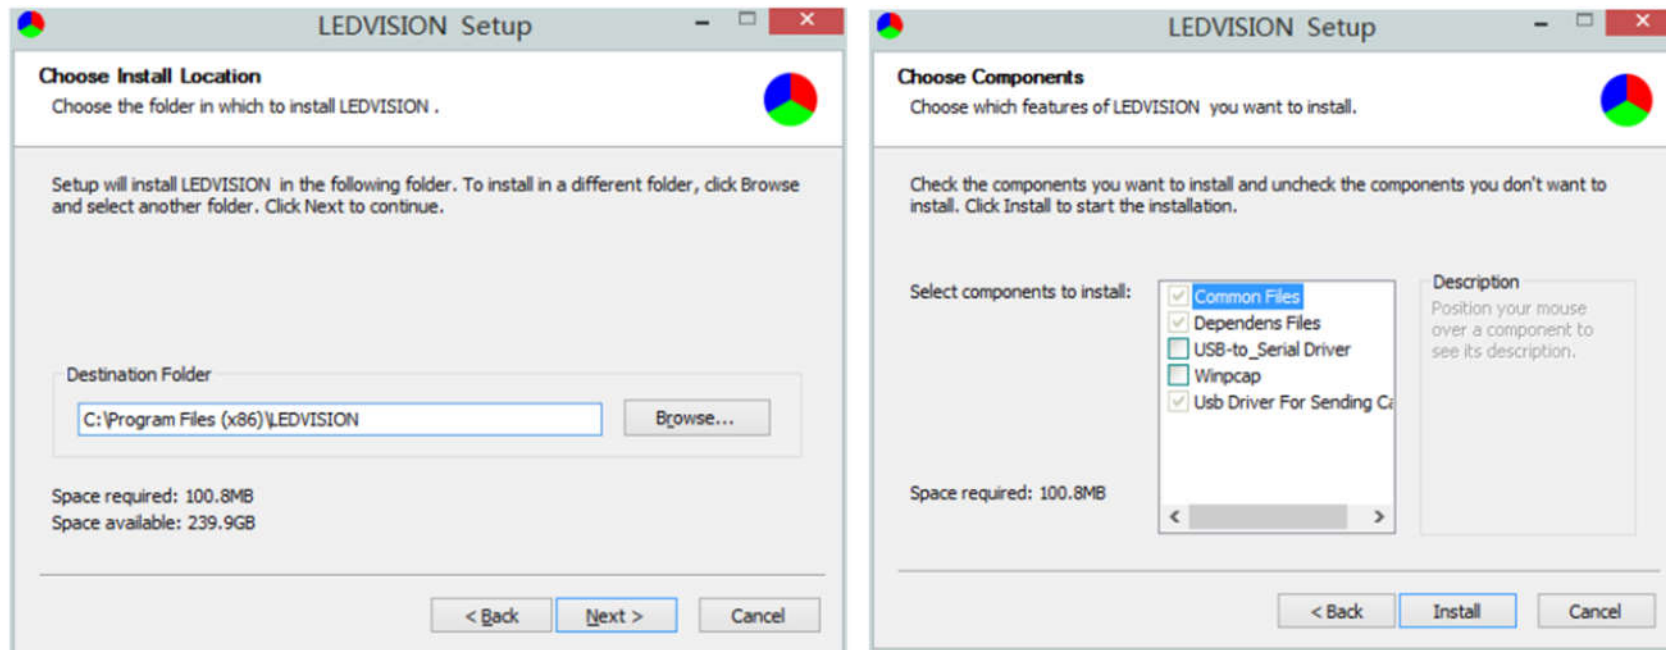 LEDVISION Setup
Choose Install Location
Choose the folder in which to install LEDVISION .
Setup will install LEDVISION in the following folder. To install in a different folder, click Browse
and select another folder. Click Next to continue.
Destination Folder
C:\Program Files (x86)\LEDVISION
Browse...
Space required: 100.8MB
Space available: 239.9GB
< Back
Next >
Cancel
LEDVISION Setup
Choose Components
Choose which features of LEDVISION you want to install.
Check the components you want to install and uncheck the components you don't want to
install. Click Install to start the installation.
Select components to install:
Common Files
Dependens Files
USB-to_Serial Driver
Winpcap
Usb Driver For Sending Ca
Description
Position your mouse
over a component to
see its description.
Space required: 100.8MB
< Back
Install
Cancel